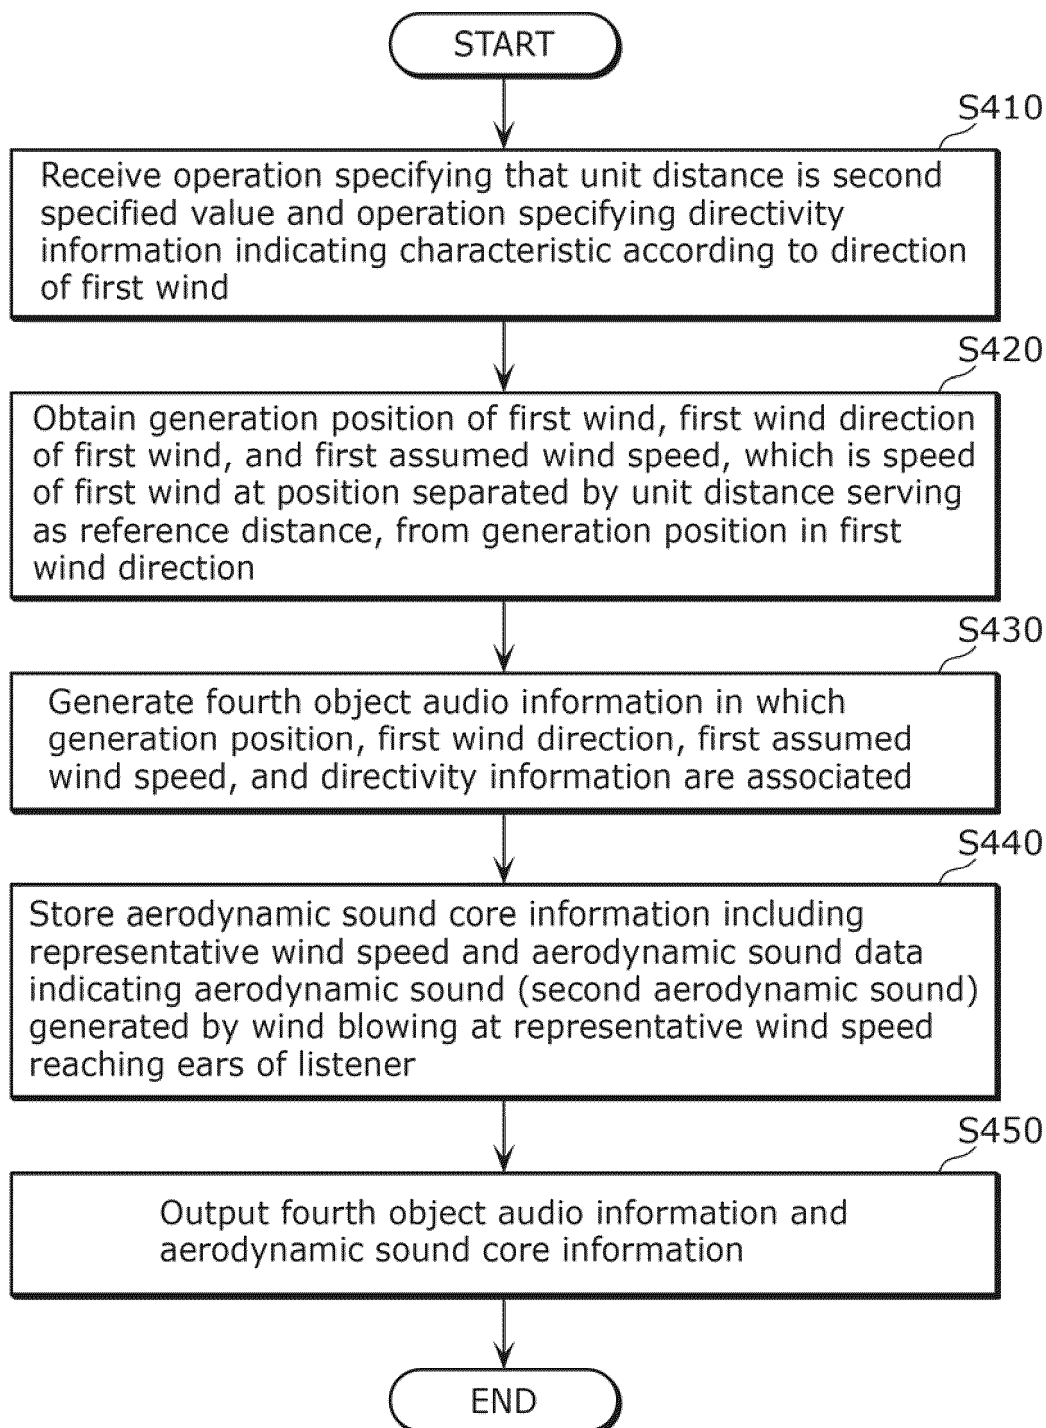 START
S410
Receive operation specifying that unit distance is second
specified value and operation specifying directivity
information indicating characteristic according to direction
of first wind
S420
Obtain generation position of first wind, first wind direction
of first wind, and first assumed wind speed, which is speed
of first wind at position separated by unit distance serving
as reference distance, from generation position in first
wind direction
S430
Generate fourth object audio information in which
generation position, first wind direction, first assumed
wind speed, and directivity information are associated
S440
Store aerodynamic sound core information including
representative wind speed and aerodynamic sound data
indicating aerodynamic sound (second aerodynamic sound)
generated by wind blowing at representative wind speed
reaching ears of listener
S450
Output fourth object audio information and
aerodynamic sound core information
END